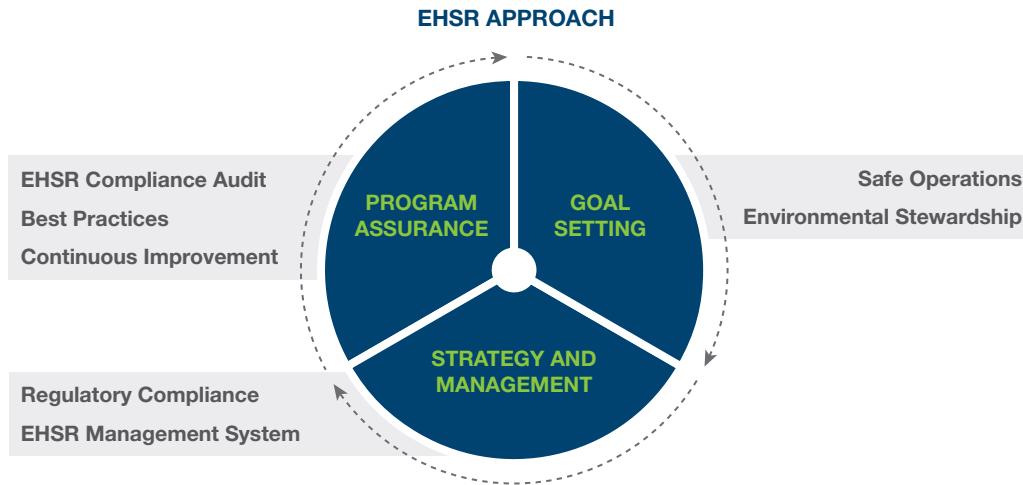 EHSR APPROACH
EHSR Compliance Audit
Best Practices
Continuous Improvement
PROGRAM
ASSURANCE
GOAL
SETTING
Safe Operations
Environmental Stewardship
STRATEGY AND
MANAGEMENT
Regulatory Compliance
EHSR Management System